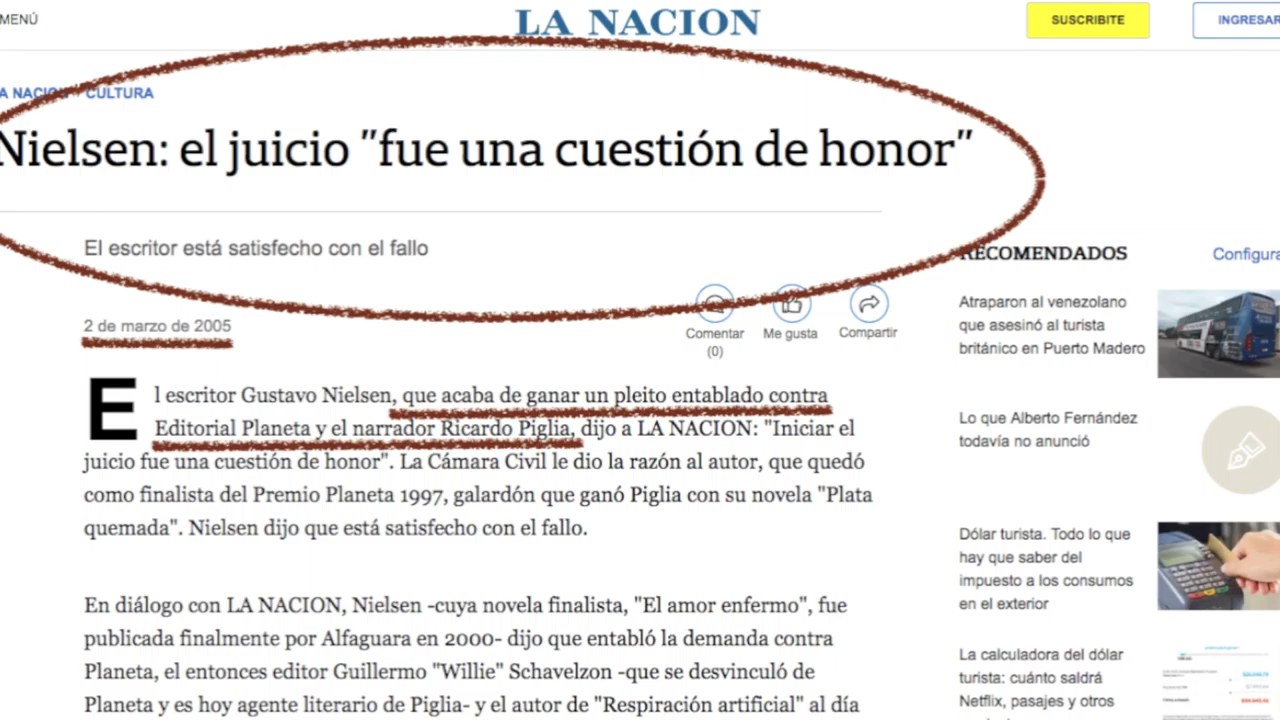 MENÚ
LA NACION
SUSCRIBITE
INGRESAR
A NACION CULTURA
Nielsen: el juicio "fue una cuestión de honor"
El escritor está satisfecho con el fallo
2 de marzo de 2005
Comentar
(0)
Me gusta
Compartir
El escritor Gustavo Nielsen, que acaba de ganar un pleito entablado contra
Editorial Planeta y el narrador Ricardo Piglia, dijo a LA NACION: "Iniciar el
juicio fue una cuestión de honor". La Cámara Civil le dio la razón al autor, que quedó
como finalista del Premio Planeta 1997, galardón que ganó Piglia con su novela "Plata
quemada". Nielsen dijo que está satisfecho con el fallo.
En diálogo con LA NACION, Nielsen -cuya novela finalista, "El amor enfermo", fue
publicada finalmente por Alfaguara en 2000- dijo que entabló la demanda contra
Planeta, el entonces editor Guillermo "Willie" Schavelzon -que se desvinculó de
Planeta y es hoy agente literario de Piglia- y el autor de "Respiración artificial" al día
RECOMENDADOS
Configura
Atraparon al venezolano
que asesinó al turista
británico en Puerto Madero
Lo que Alberto Fernández
todavía no anunció
Dólar turista. Todo lo que
hay que saber del
impuesto a los consumos
en el exterior
La calculadora del dólar
turista: cuánto saldrá
Netflix, pasajes y otros